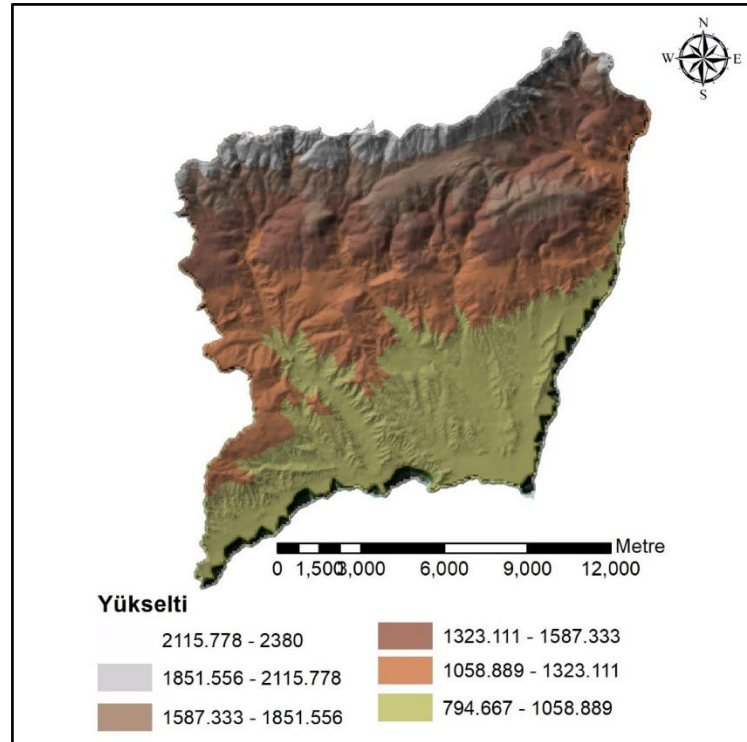 N
W E
S
Metre
0 1,500 3,000 6,000 9,000 12,000
Yükselti
2115.778 - 2380
1851.556 - 2115.778
1587.333 - 1851.556
1323.111 - 1587.333
1058.889 - 1323.111
794.667 - 1058.889